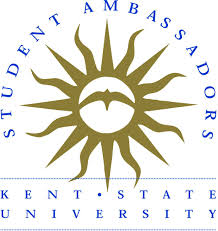 STUDENT AMBASSADORS
KENT • STATE
UNIVERSITY